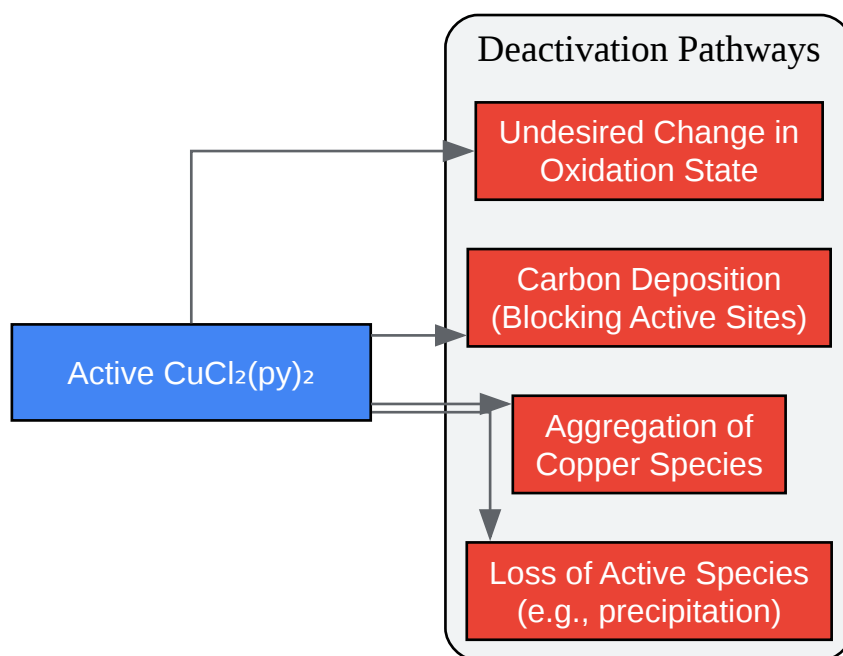 Deactivation Pathways
Undesired Change in
Oxidation State
Carbon Deposition
(Blocking Active Sites)
Active CuCl₂(py)₂
Aggregation of
Copper Species
Loss of Active Species
(e.g., precipitation)